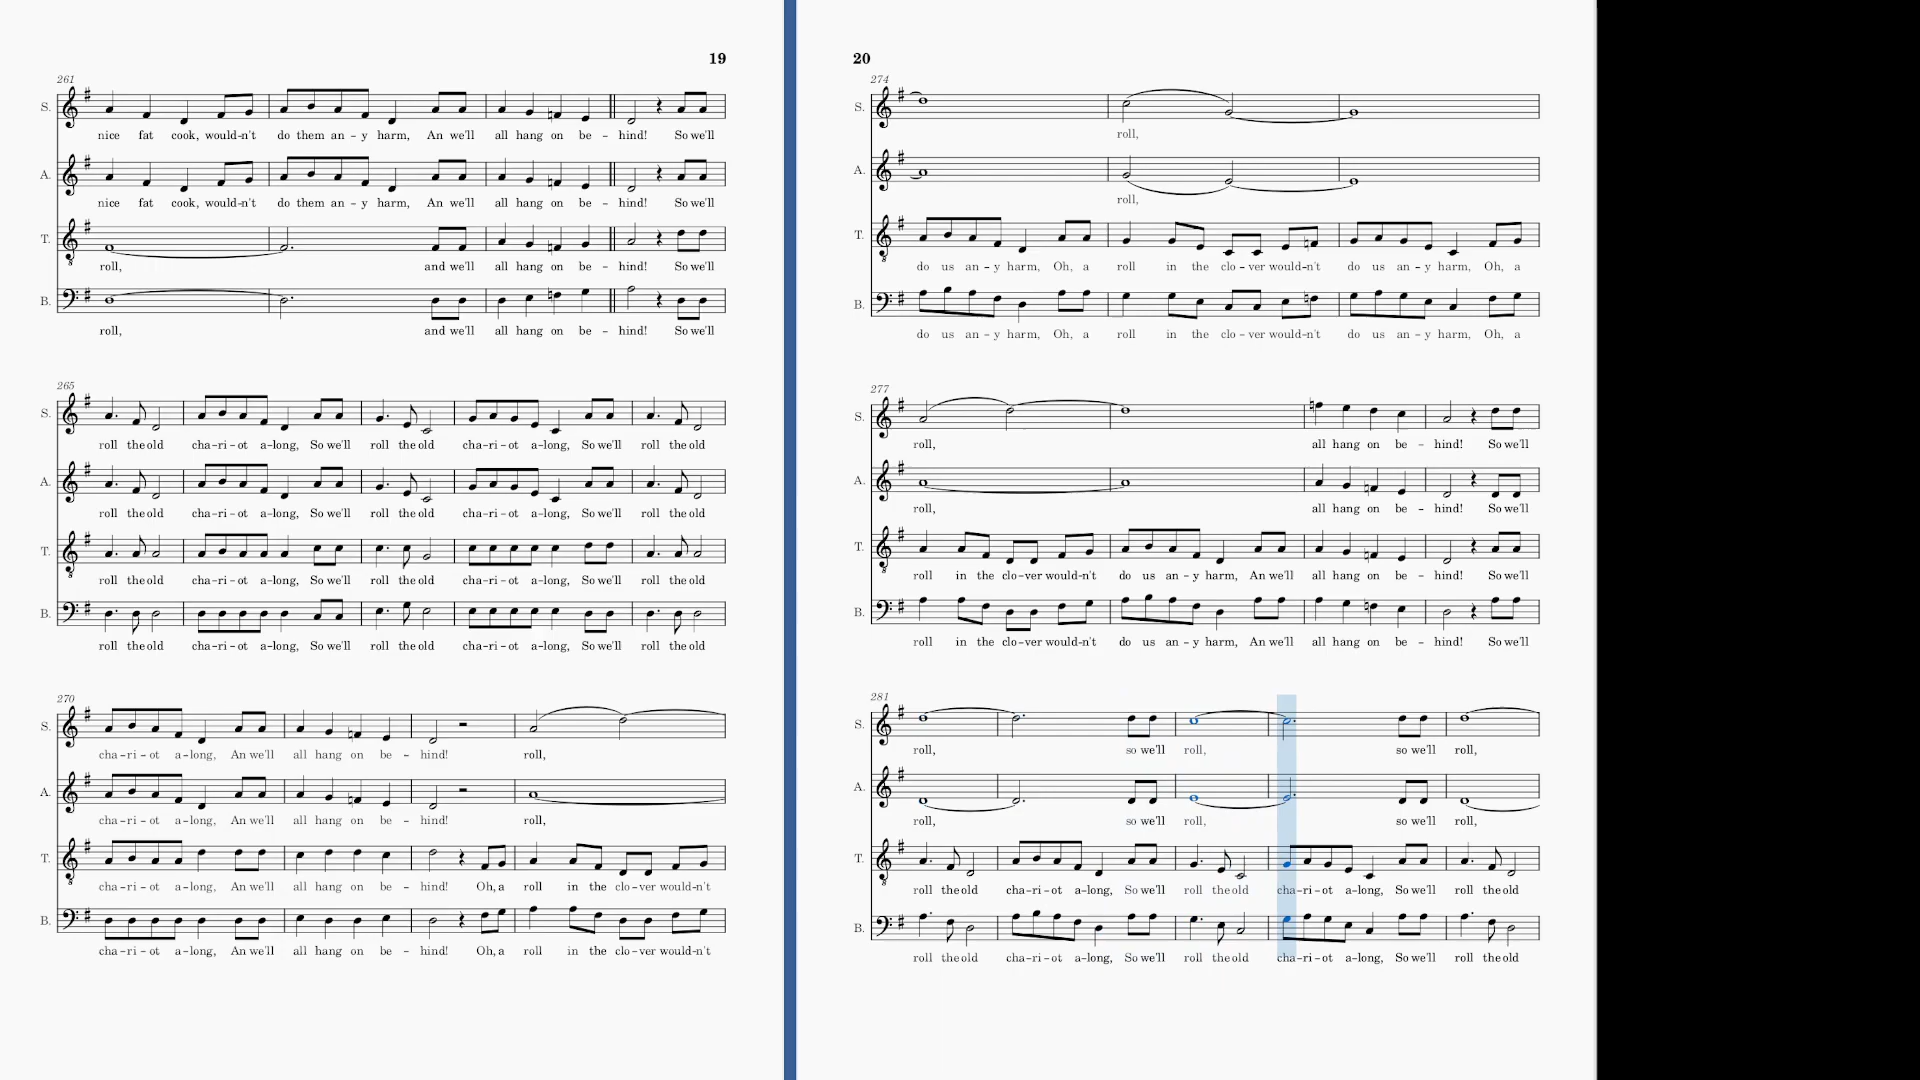 19
261
S.
nice fat cook, would-n't do them an-y harm, An we'll all hang on be-hind! So we'll
A.
nice fat cook, would-n't do them an-y harm, An we'll all hang on be-hind! So we'll
T.
roll, and we'll all hang on be-hind! So we'll
B.
roll, and we'll all hang on be-hind! So we'll
265
S.
roll the old cha-ri-ot a-long, So we'll roll the old cha-ri-ot a-long, So we'll roll the old
A.
roll the old cha-ri-ot a-long, So we'll roll the old cha-ri-ot a-long, So we'll roll the old
T.
roll the old cha-ri-ot a-long, So we'll roll the old cha-ri-ot a-long, So we'll roll the old
B.
roll the old cha-ri-ot a-long, So we'll roll the old cha-ri-ot a-long, So we'll roll the old
270
S.
cha-ri-ot a-long, An we'll all hang on be-hind! roll,
A.
cha-ri-ot a-long, An we'll all hang on be-hind! roll,
T.
cha-ri-ot a-long, An we'll all hang on be-hind! Oh, a roll in the clo-ver would-n't
B.
cha-ri-ot a-long, An we'll all hang on be-hind! Oh, a roll in the clo-ver would-n't
20
274
S.
roll,
A.
roll,
T.
do us an-y harm, Oh, a roll in the clo-ver would-n't do us an-y harm, Oh, a
B.
do us an-y harm, Oh, a roll in the clo-ver would-n't do us an-y harm, Oh, a
277
S.
roll, all hang on be-hind! So we'll
A.
roll, all hang on be-hind! So we'll
T.
roll in the clo-ver would-n't do us an-y harm, An we'll all hang on be-hind! So we'll
B.
roll in the clo-ver would-n't do us an-y harm, An we'll all hang on be-hind! So we'll
281
S.
roll, so we'll roll, so we'll roll,
A.
roll, so we'll roll, so we'll roll,
T.
roll the old cha-ri-ot a-long, So we'll roll the old cha-ri-ot a-long, So we'll roll the old
B.
roll the old cha-ri-ot a-long, So we'll roll the old cha-ri-ot a-long, So we'll roll the old